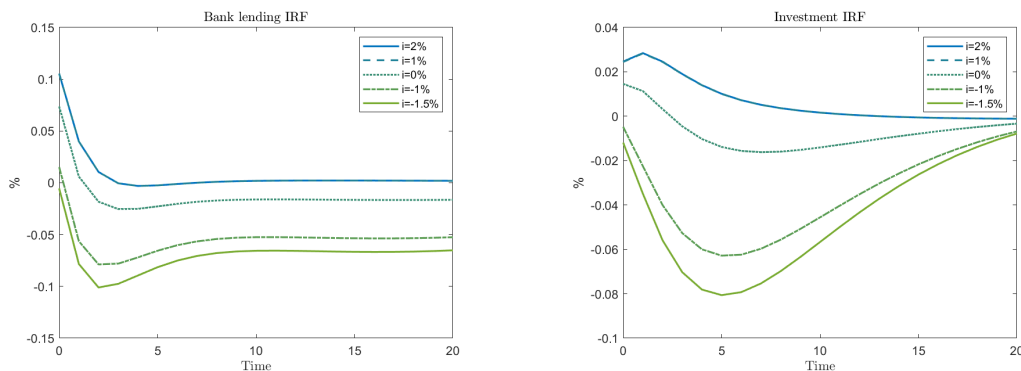 Bank lending IRF
0.15
0.1
0.05
0
-0.05
-0.1
-0.15
%
0 5 10 15 20
Time
i=2%
i=1%
i=0%
i=-1%
i=-1.5%
Investment IRF
0.04
0.02
0
-0.02
-0.04
-0.06
-0.08
-0.1
%
0 5 10 15 20
Time
i=2%
i=1%
i=0%
i=-1%
i=-1.5%